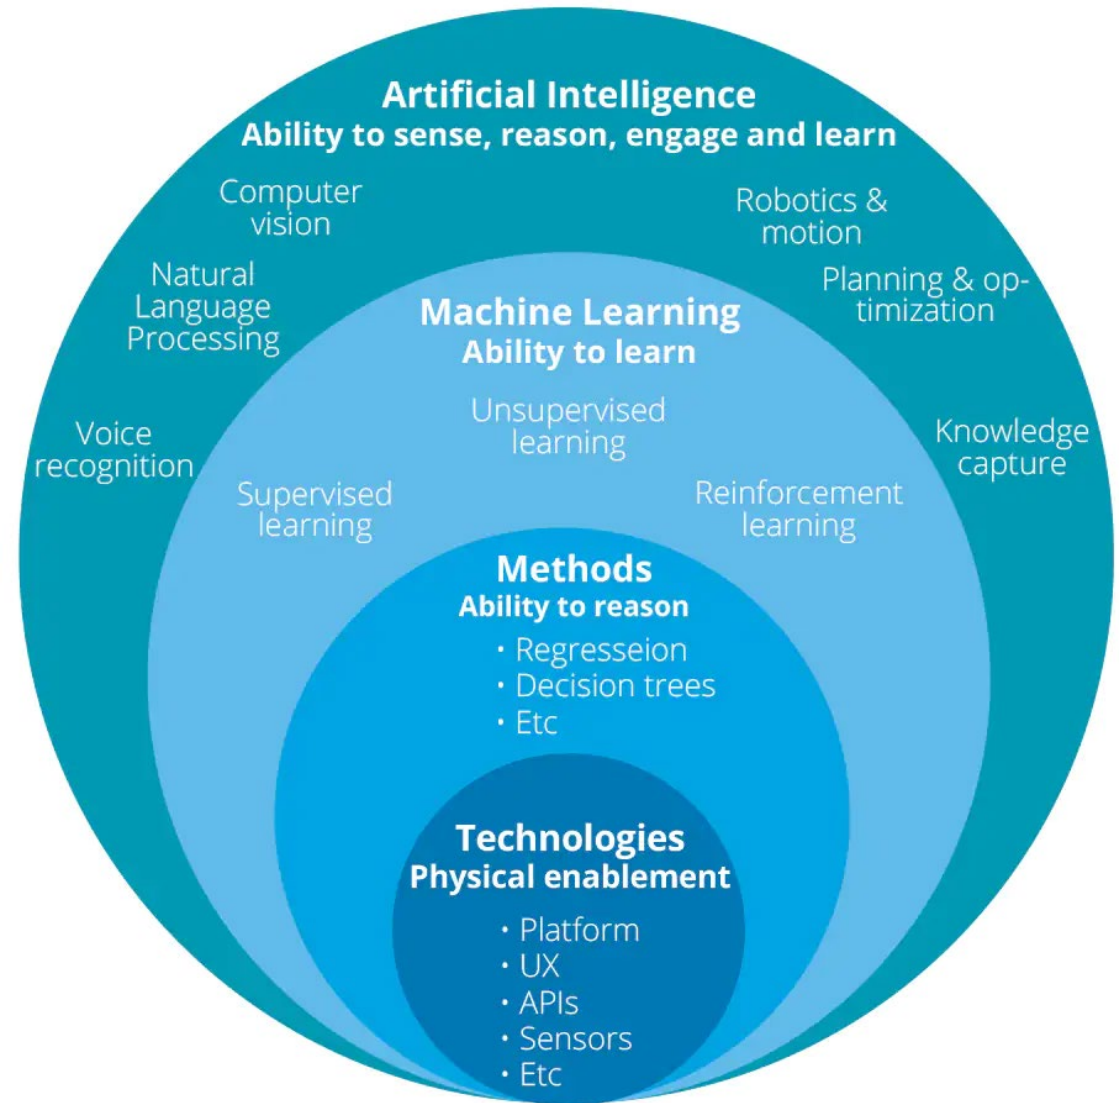 Artificial Intelligence
Ability to sense, reason, engage and learn
Computer
vision
Robotics &
motion
Natural
Language
Processing
Planning & op-
timization
Voice
recognition
Knowledge
capture
Machine Learning
Ability to learn
Unsupervised
learning
Supervised
learning
Reinforcement
learning
Methods
Ability to reason
· Regresseion
· Decision trees
· Etc
Technologies
Physical enablement
· Platform
· UX
· APIs
· Sensors
· Etc